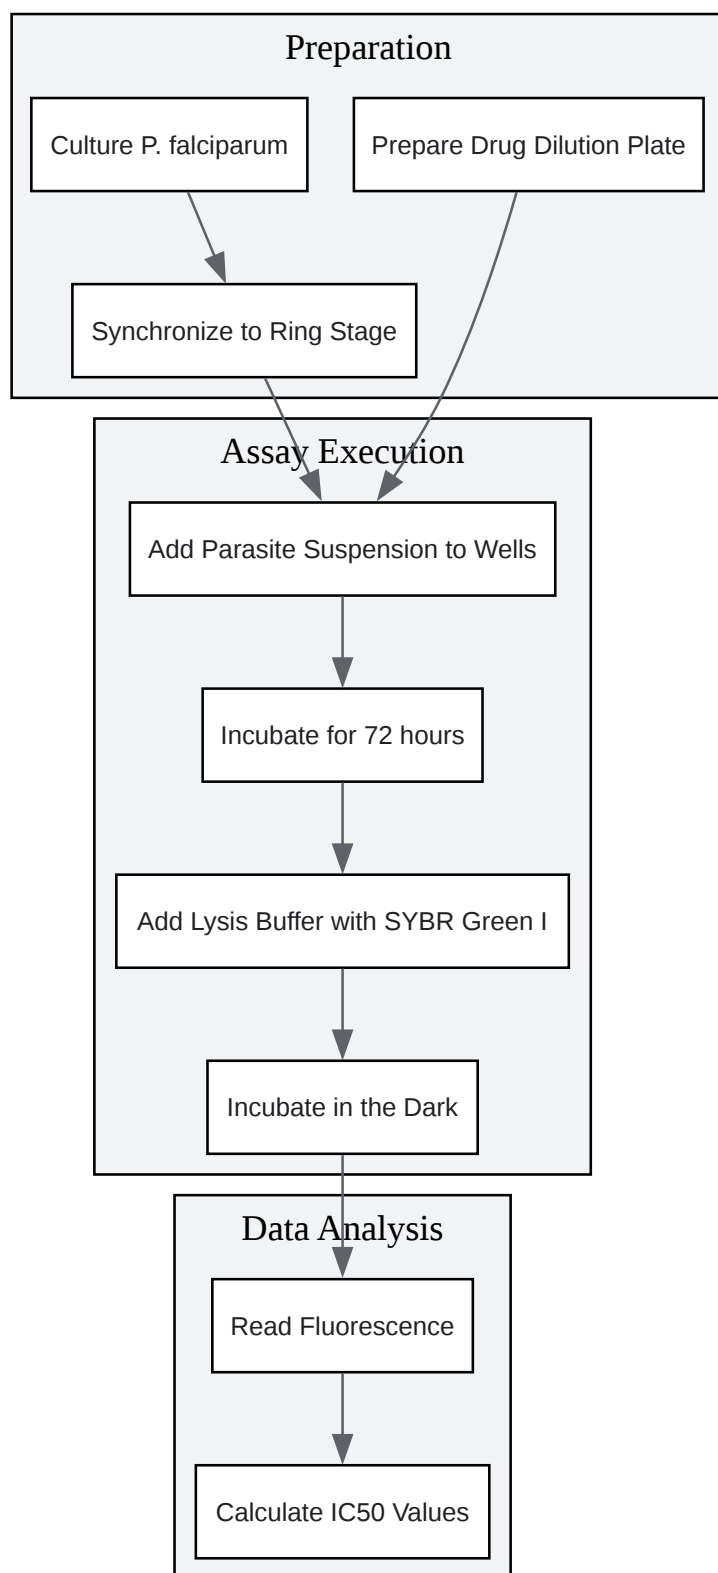 Preparation
Culture P. falciparum
Prepare Drug Dilution Plate
Synchronize to Ring Stage
Assay Execution
Add Parasite Suspension to Wells
Incubate for 72 hours
Add Lysis Buffer with SYBR Green I
Incubate in the Dark
Data Analysis
Read Fluorescence
Calculate IC50 Values